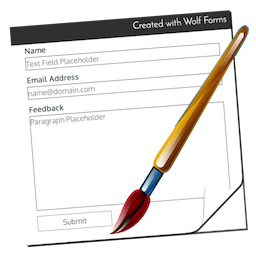 Created with Wolf Forms
Name
Text Field Placeholder
Email Address
name@domain.com
Feedback
Paragraph Placeholder
Submit